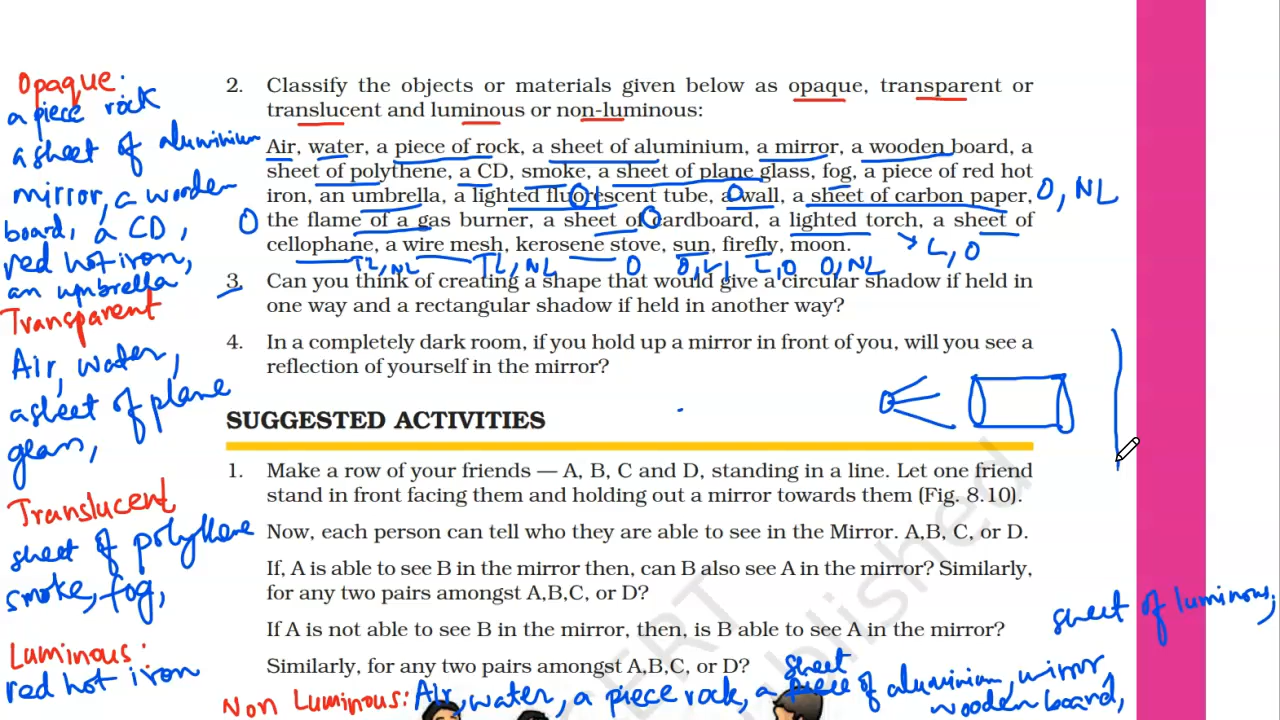 Opaque:
a piece rock
a sheet of aluminium
mirror, a wooden
board, a CD,
red hot iron,
an umbrella
Transparent
Air, water,
a sheet of plane
glass,
Translucent
sheet of polythene
smoke, fog,
Luminous:
red hot iron
2. Classify the objects or materials given below as opaque, transparent or
translucent and luminous or non-luminous:
Air, water, a piece of rock, a sheet of aluminium, a mirror, a wooden board, a
sheet of polythene, a CD, smoke, a sheet of plane glass, fog, a piece of red hot
iron, an umbrella, a lighted fluorescent tube, a wall, a sheet of carbon paper,
O, NL
the flame of a gas burner, a sheet of cardboard, a lighted torch, a sheet of
O
cellophane, a wire mesh, kerosene stove, sun, firefly, moon.
L, O
TL, NL TL, NL O O, L L, O O, NL
3. Can you think of creating a shape that would give a circular shadow if held in
one way and a rectangular shadow if held in another way?
4. In a completely dark room, if you hold up a mirror in front of you, will you see a
reflection of yourself in the mirror?
SUGGESTED ACTIVITIES
1. Make a row of your friends — A, B, C and D, standing in a line. Let one friend
stand in front facing them and holding out a mirror towards them (Fig. 8.10).
Now, each person can tell who they are able to see in the Mirror. A,B, C, or D.
If, A is able to see B in the mirror then, can B also see A in the mirror? Similarly,
for any two pairs amongst A,B,C, or D?
If A is not able to see B in the mirror, then, is B able to see A in the mirror?
Similarly, for any two pairs amongst A,B,C, or D?
sheet of luminous,
Non Luminous: Air, water, a piece rock, a sheet of aluminium, mirror
wooden board,